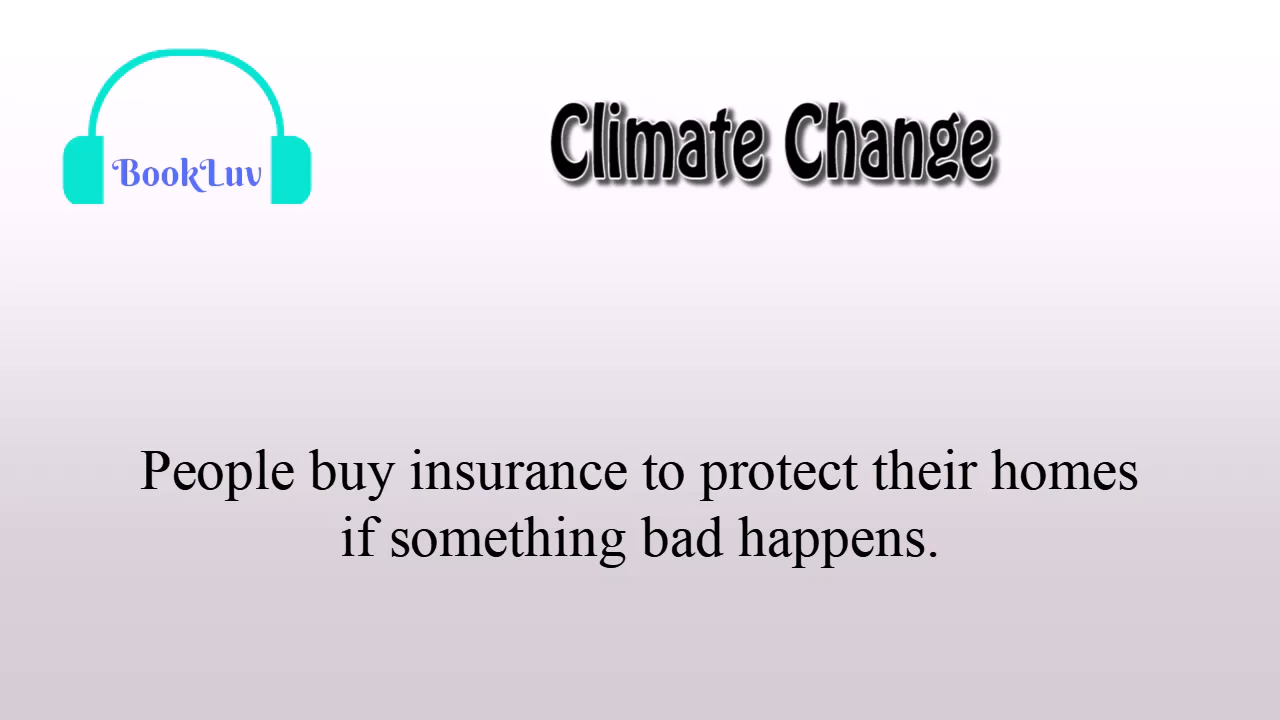 BookLuv
Climate Change
People buy insurance to protect their homes
if something bad happens.